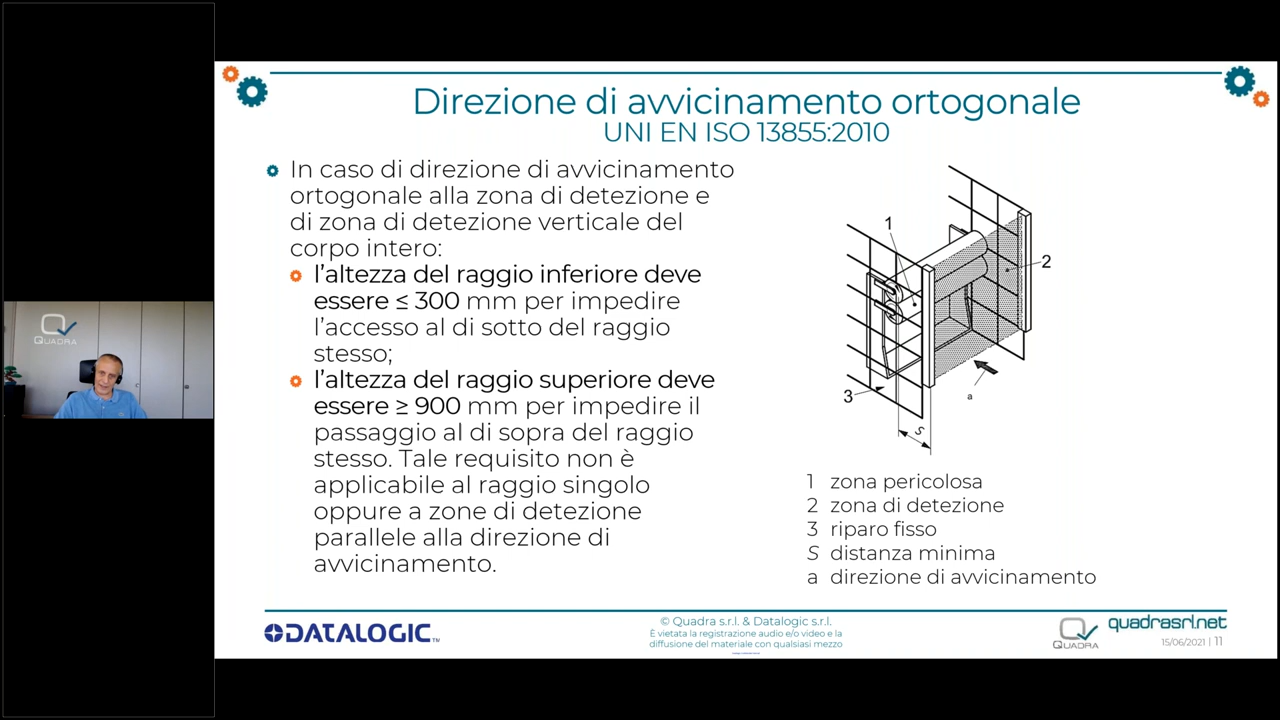 Direzione di avvicinamento ortogonale
UNI EN ISO 13855:2010
In caso di direzione di avvicinamento
ortogonale alla zona di detezione e
di zona di detezione verticale del
corpo intero:
l’altezza del raggio inferiore deve
essere ≤ 300 mm per impedire
l’accesso al di sotto del raggio
stesso;
l’altezza del raggio superiore deve
essere ≥ 900 mm per impedire il
passaggio al di sopra del raggio
stesso. Tale requisito non è
applicabile al raggio singolo
oppure a zone di detezione
parallele alla direzione di
avvicinamento.
1
2
3
a
S
1 zona pericolosa
2 zona di detezione
3 riparo fisso
S distanza minima
a direzione di avvicinamento
QUADRA
DATALOGIC™
© Quadra s.r.l. & Datalogic s.r.l.
È vietata la registrazione audio e/o video e la
diffusione del materiale con qualsiasi mezzo
QUADRA
quadrasrl.net
15/06/2021 | 11